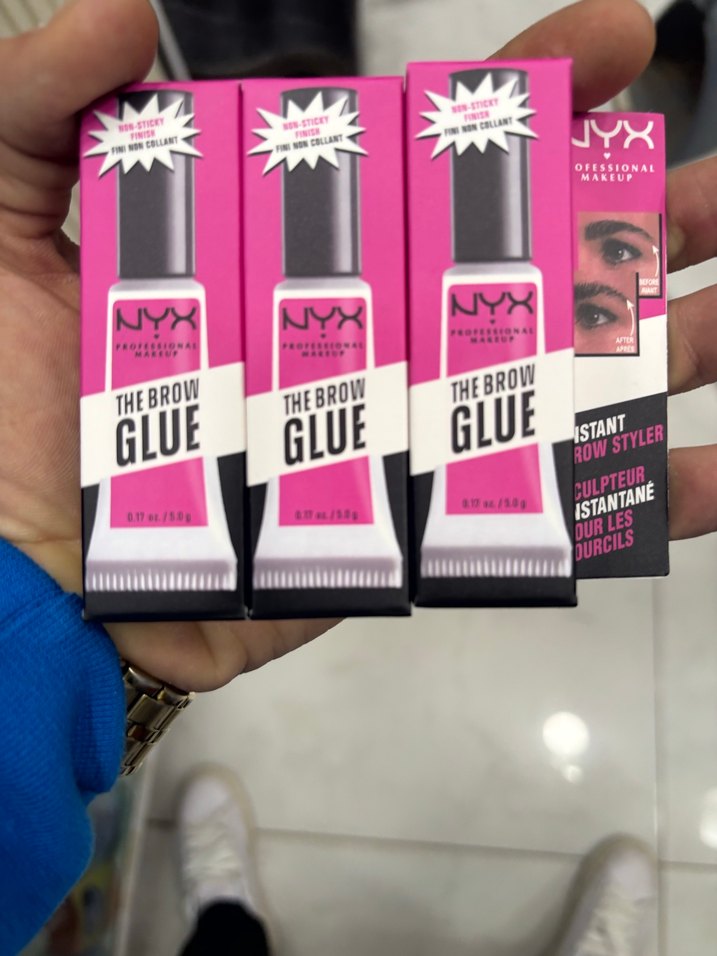 NON-STICKY
FINISH
FINI NON COLLANT
NYX
PROFESSIONAL
MAKEUP
THE BROW
GLUE
0.17 oz. / 5.0 g
NON-STICKY
FINISH
FINI NON COLLANT
NYX
PROFESSIONAL
MAKEUP
THE BROW
GLUE
0.17 oz. / 5.0 g
NON-STICKY
FINISH
FINI NON COLLANT
NYX
PROFESSIONAL
MAKEUP
THE BROW
GLUE
0.17 oz. / 5.0 g
NYX
OFESSIONAL
MAKEUP
BEFORE
AVANT
AFTER
APRÈS
NSTANT
ROW STYLER
CULPTEUR
NSTANTANÉ
OUR LES
OURCILS